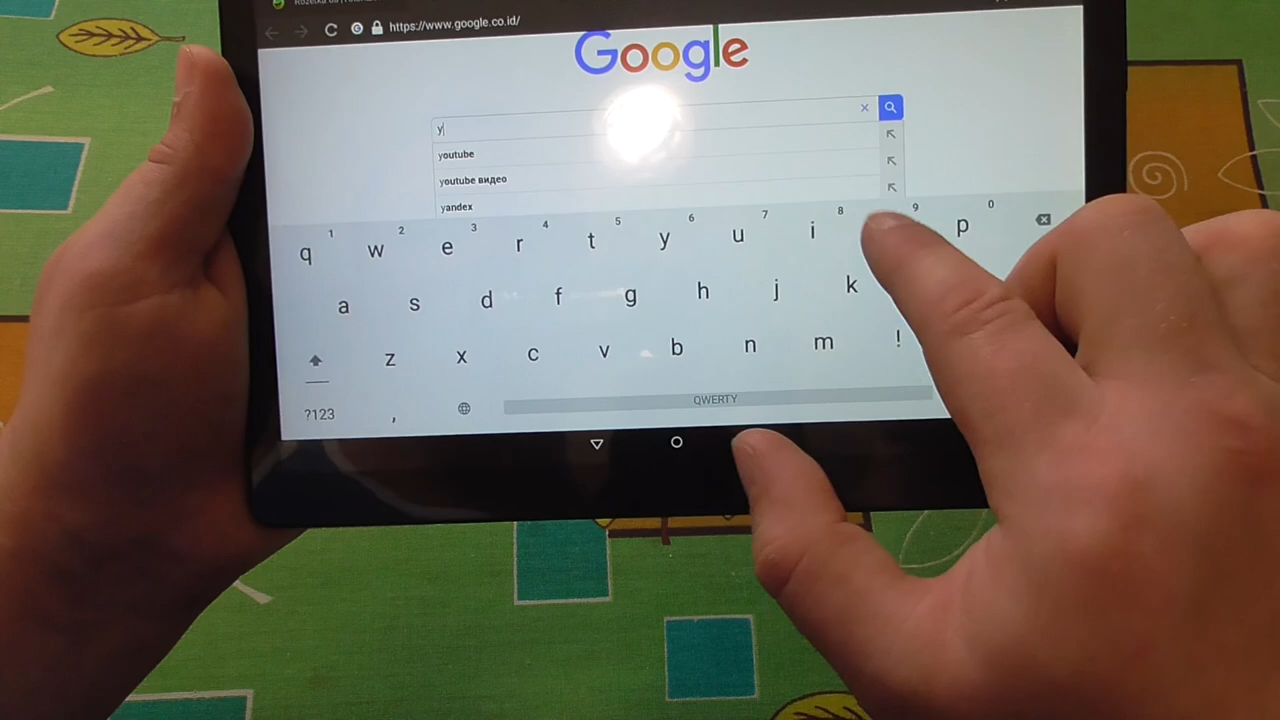 https://www.google.co.id/
Google
y
youtube
youtube видео
yandex
1 2 3 4 5 6 7 8 9 0
q w e r t y u i p
a s d f g h j k
z x c v b n m !
?123 , QWERTY